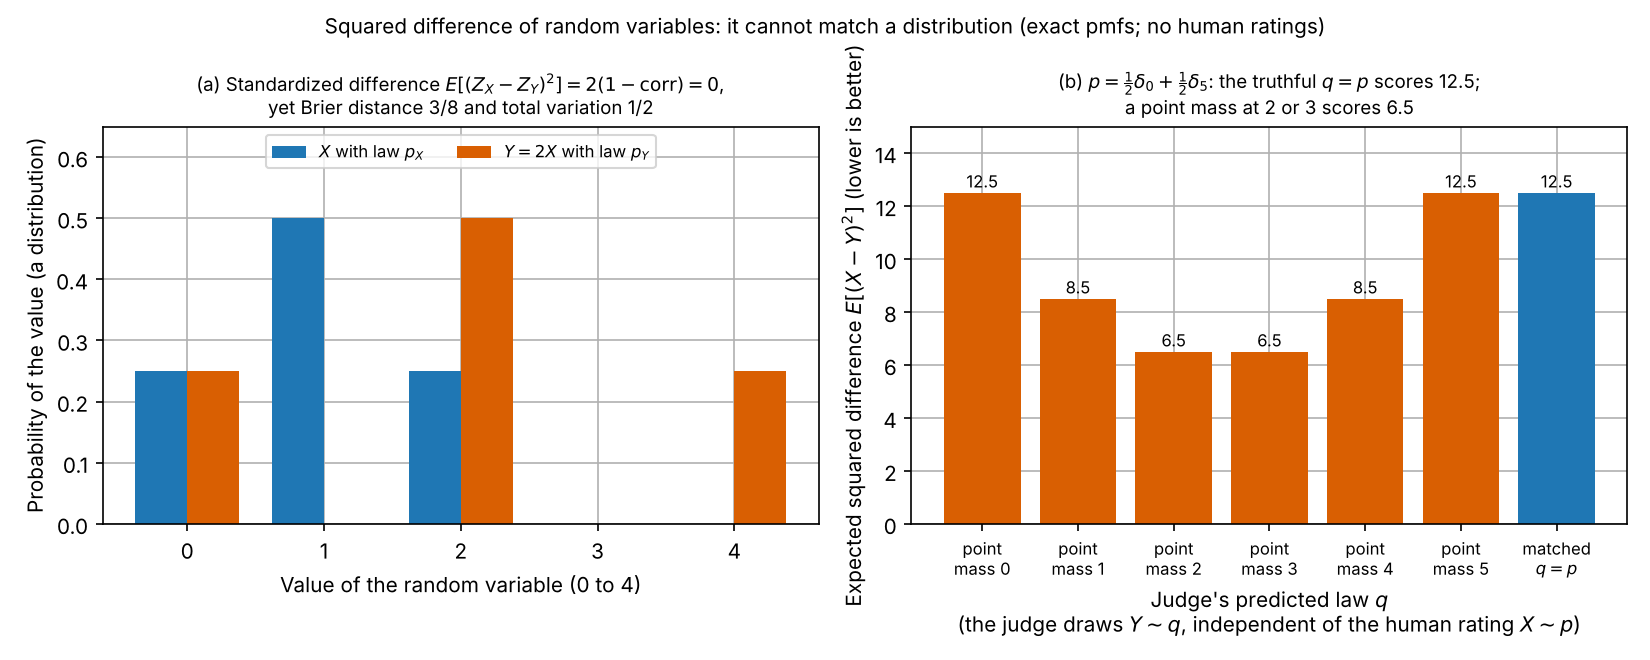 Squared difference of random variables: it cannot match a distribution (exact pmfs; no human ratings)
(a) Standardized difference E[(Z_X − Z_Y)²] = 2(1 − corr) = 0,
yet Brier distance 3/8 and total variation 1/2
X with law p_X
Y = 2X with law p_Y
Probability of the value (a distribution)
0.6
0.5
0.4
0.3
0.2
0.1
0.0
0 1 2 3 4
Value of the random variable (0 to 4)
(b) p = ½δ₀ + ½δ₅: the truthful q = p scores 12.5;
a point mass at 2 or 3 scores 6.5
Expected squared difference E[(X − Y)²] (lower is better)
14
12
10
8
6
4
2
0
12.5 8.5 6.5 6.5 8.5 12.5 12.5
point mass 0
point mass 1
point mass 2
point mass 3
point mass 4
point mass 5
matched q = p
Judge's predicted law q
(the judge draws Y ∼ q, independent of the human rating X ∼ p)